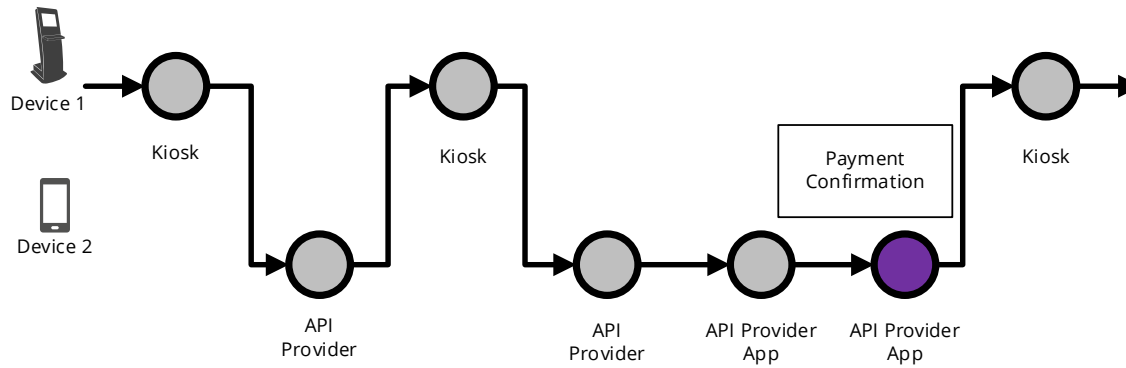 Device 1
Kiosk
Kiosk
Payment
Confirmation
Kiosk
Device 2
API
Provider
API
Provider
API Provider
App
API Provider
App